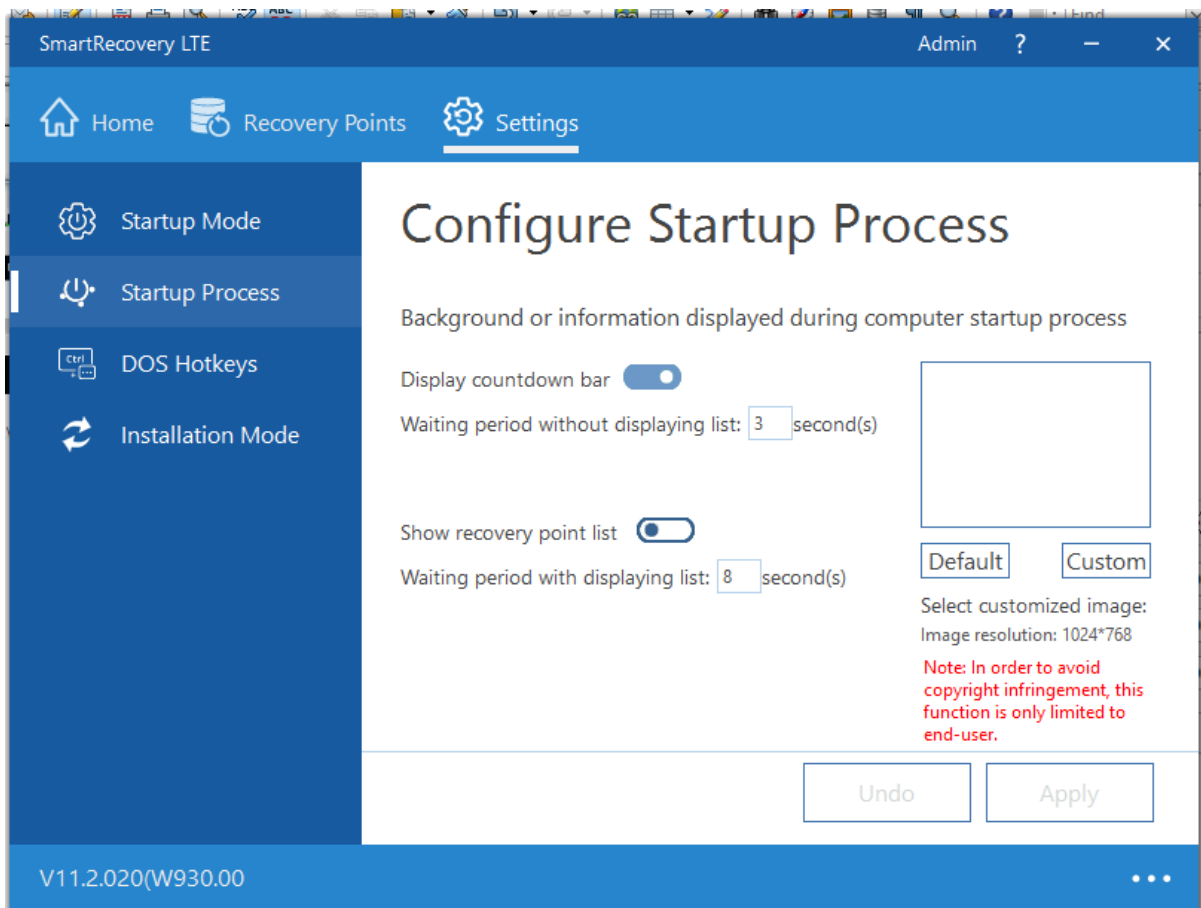 ABC
Find
SmartRecovery LTE
Admin ?
Home Recovery Points Settings
Startup Mode
Startup Process
Ctrl
DOS Hotkeys
Installation Mode
Configure Startup Process
Background or information displayed during computer startup process
Display countdown bar
Waiting period without displaying list: 3 second(s)
Show recovery point list
Waiting period with displaying list: 8 second(s)
Default Custom
Select customized image:
Image resolution: 1024*768
Note: In order to avoid
copyright infringement, this
function is only limited to
end-user.
Undo Apply
V11.2.020(W930.00